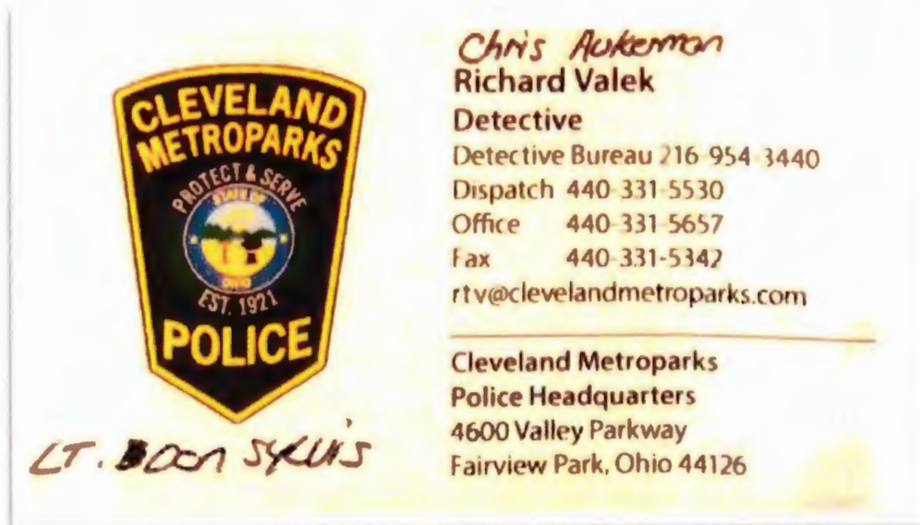 Chris Aukerman
Richard Valek
Detective
Detective Bureau 216-954-3440
Dispatch 440-331-5530
Office 440-331-5657
Fax 440-331-5342
rtv@clevelandmetroparks.com
Cleveland Metroparks
Police Headquarters
4600 Valley Parkway
Fairview Park, Ohio 44126
CLEVELAND
METROPARKS
PROTECT & SERVE
STATE OF
OHIO
EST. 1921
POLICE
LT.